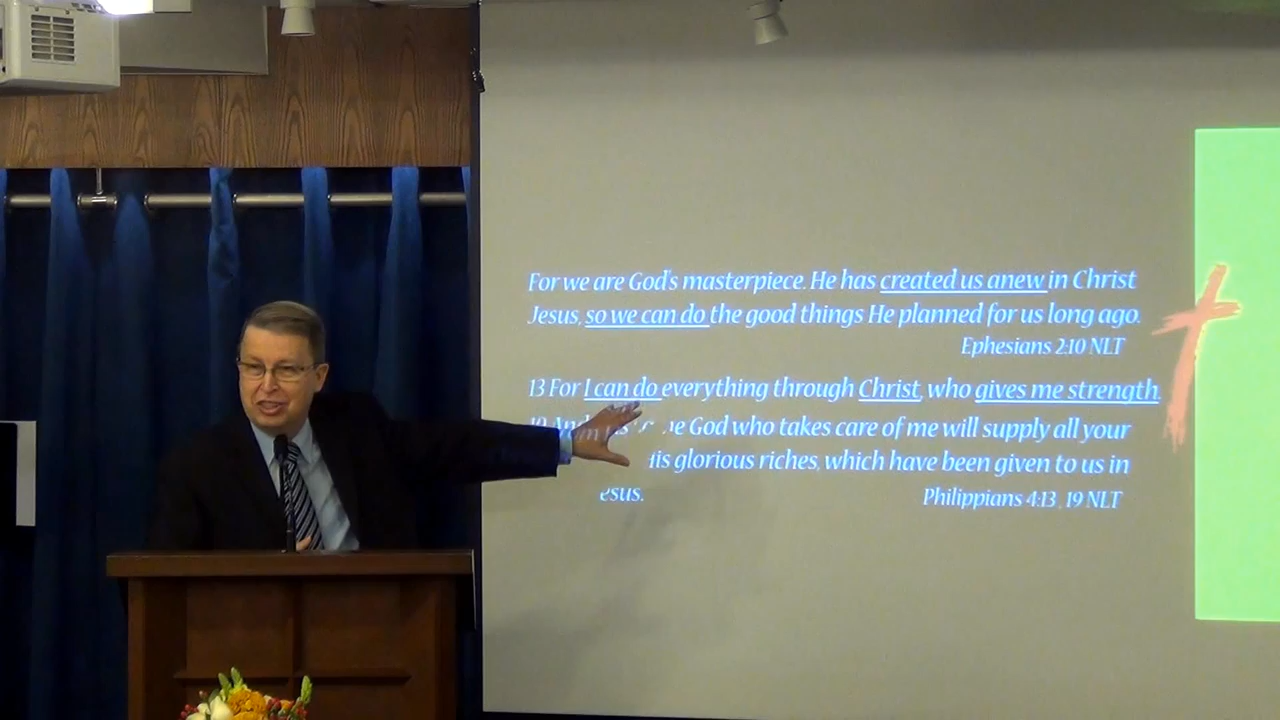 For we are God's masterpiece. He has created us anew in Christ
Jesus, so we can do the good things He planned for us long ago.
Ephesians 2:10 NLT
13 For I can do everything through Christ, who gives me strength.
19 God who takes care of me will supply all your
glorious riches, which have been given to us in
Philippians 4:13, 19 NLT